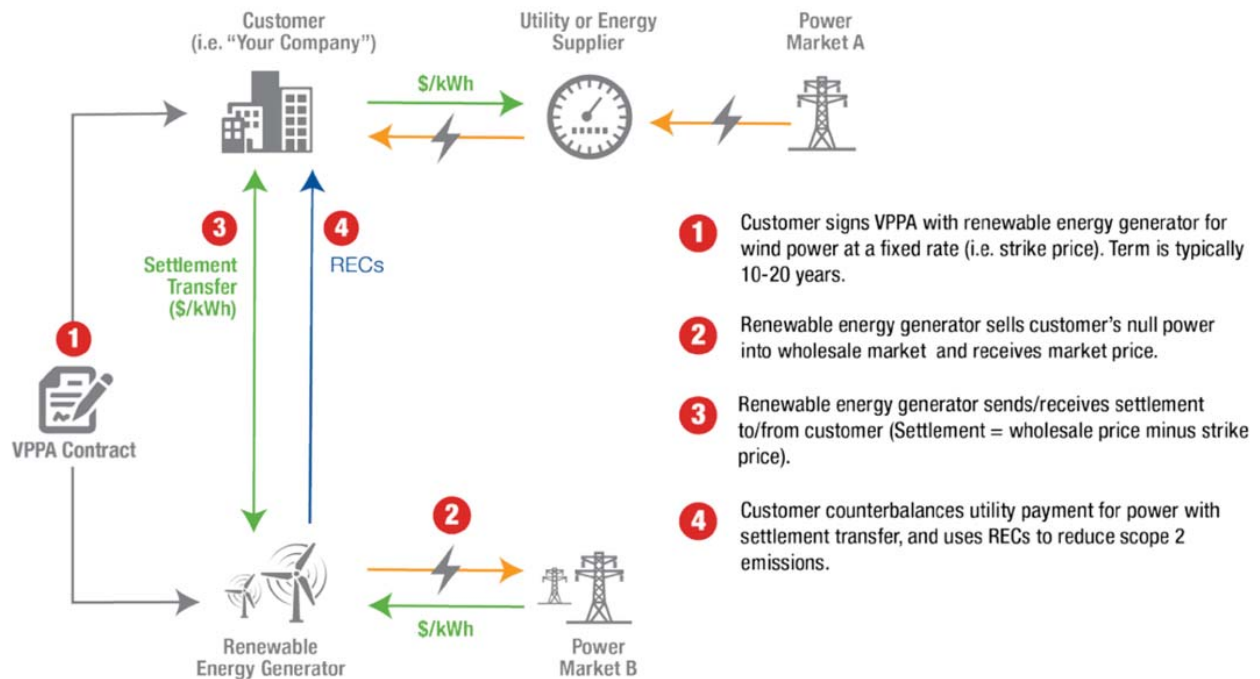 Customer
(i.e. “Your Company”)
Utility or Energy
Supplier
Power
Market A
$/kWh
3
Settlement
Transfer
($/kWh)
4
RECs
1
VPPA Contract
2
$/kWh
Renewable
Energy Generator
Power
Market B
1
Customer signs VPPA with renewable energy generator for
wind power at a fixed rate (i.e. strike price). Term is typically
10-20 years.
2
Renewable energy generator sells customer’s null power
into wholesale market and receives market price.
3
Renewable energy generator sends/receives settlement
to/from customer (Settlement = wholesale price minus strike
price).
4
Customer counterbalances utility payment for power with
settlement transfer, and uses RECs to reduce scope 2
emissions.